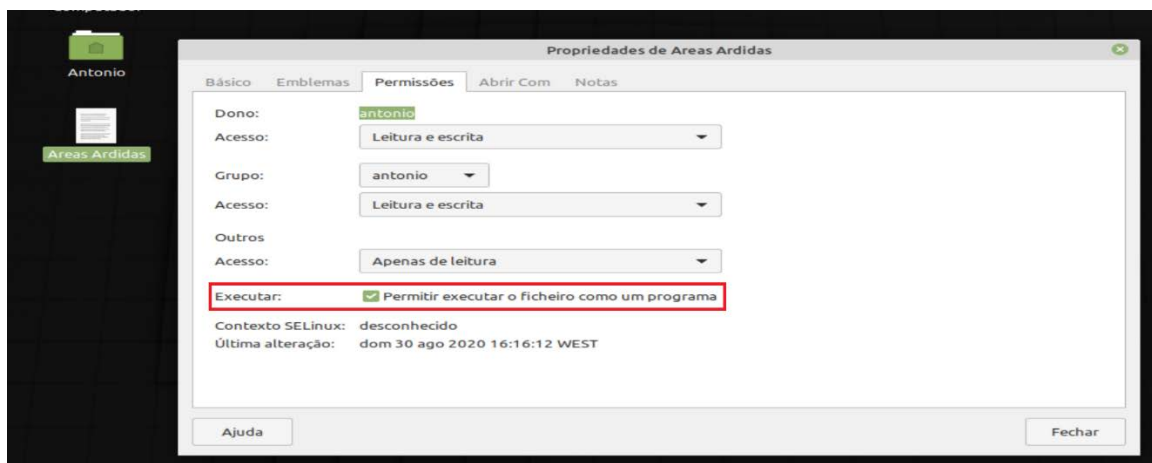 Antonio
Areas Ardidas
Propriedades de Areas Ardidas
Básico Emblemas Permissões Abrir Com Notas
Dono: antonio
Acesso: Leitura e escrita
Grupo: antonio
Acesso: Leitura e escrita
Outros
Acesso: Apenas de leitura
Executar: Permitir executar o ficheiro como um programa
Contexto SELinux: desconhecido
Última alteração: dom 30 ago 2020 16:16:12 WEST
Ajuda Fechar